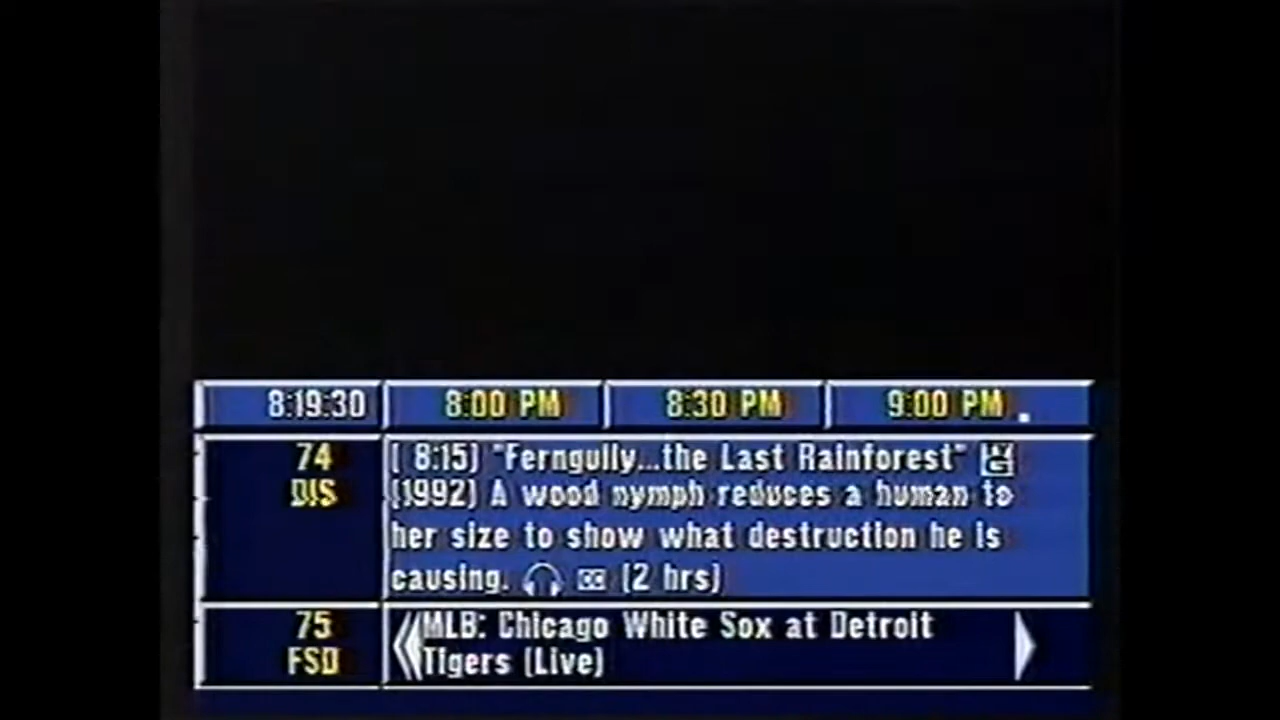 8:19:30 8:00 PM 8:30 PM 9:00 PM
74 [ 8:15] "Ferngully...the Last Rainforest" TVG
DIS (1992) A wood nymph reduces a human to
her size to show what destruction he is
causing. CC (2 hrs)
75 MLB: Chicago White Sox at Detroit
FSD Tigers (Live)